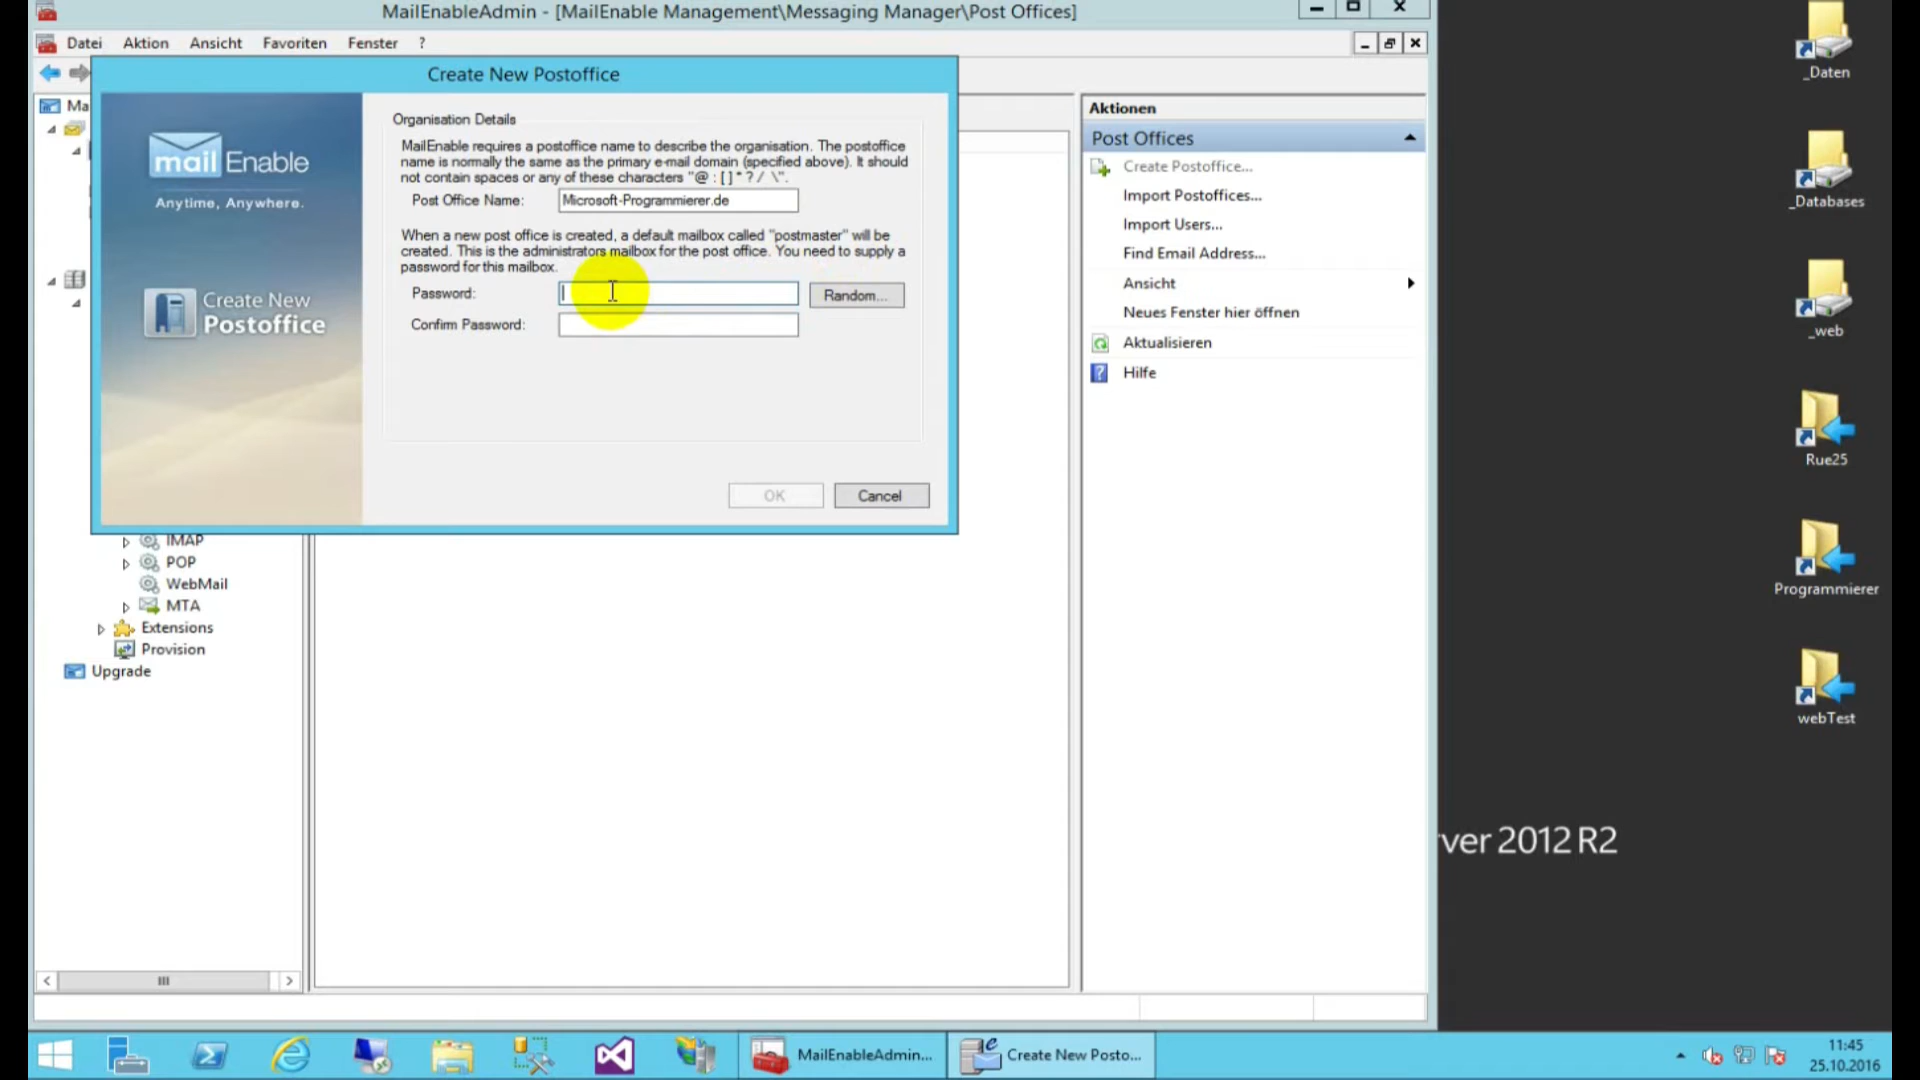 MailEnableAdmin - [MailEnable Management\Messaging Manager\Post Offices]
Datei Aktion Ansicht Favoriten Fenster ?
Create New Postoffice
Ma
mail Enable
Anytime, Anywhere.
Create New
Postoffice
Organisation Details
MailEnable requires a postoffice name to describe the organisation. The postoffice
name is normally the same as the primary e-mail domain (specified above). It should
not contain spaces or any of these characters "@ : [ ] * ? / \".
Post Office Name: Microsoft-Programmierer.de
When a new post office is created, a default mailbox called "postmaster" will be
created. This is the administrators mailbox for the post office. You need to supply a
password for this mailbox.
Password: Random...
Confirm Password:
OK Cancel
IMAP
POP
WebMail
MTA
Extensions
Provision
Upgrade
Aktionen
Post Offices
Create Postoffice...
Import Postoffices...
Import Users...
Find Email Address...
Ansicht
Neues Fenster hier öffnen
Aktualisieren
Hilfe
_Daten
_Databases
_web
Rue25
Programmierer
webTest
ver 2012 R2
MailEnableAdmin... Create New Posto...
11:45
25.10.2016